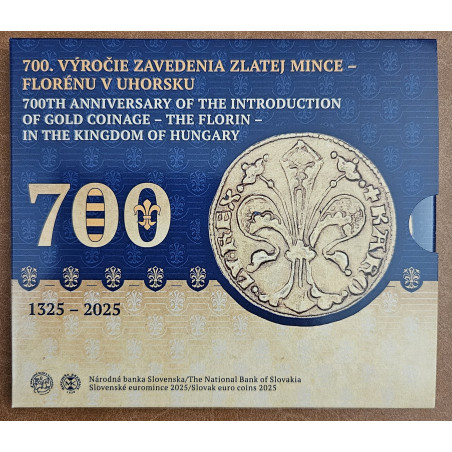 700. VÝROČIE ZAVEDENIA ZLATEJ MINCE –
FLORÉNU V UHORSKU
700TH ANNIVERSARY OF THE INTRODUCTION
OF GOLD COINAGE – THE FLORIN –
IN THE KINGDOM OF HUNGARY
700
1325 – 2025
Národná banka Slovenska/The National Bank of Slovakia
Slovenské euromince 2025/Slovak euro coins 2025